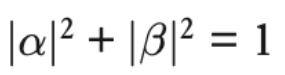 |α|² + |β|² = 1